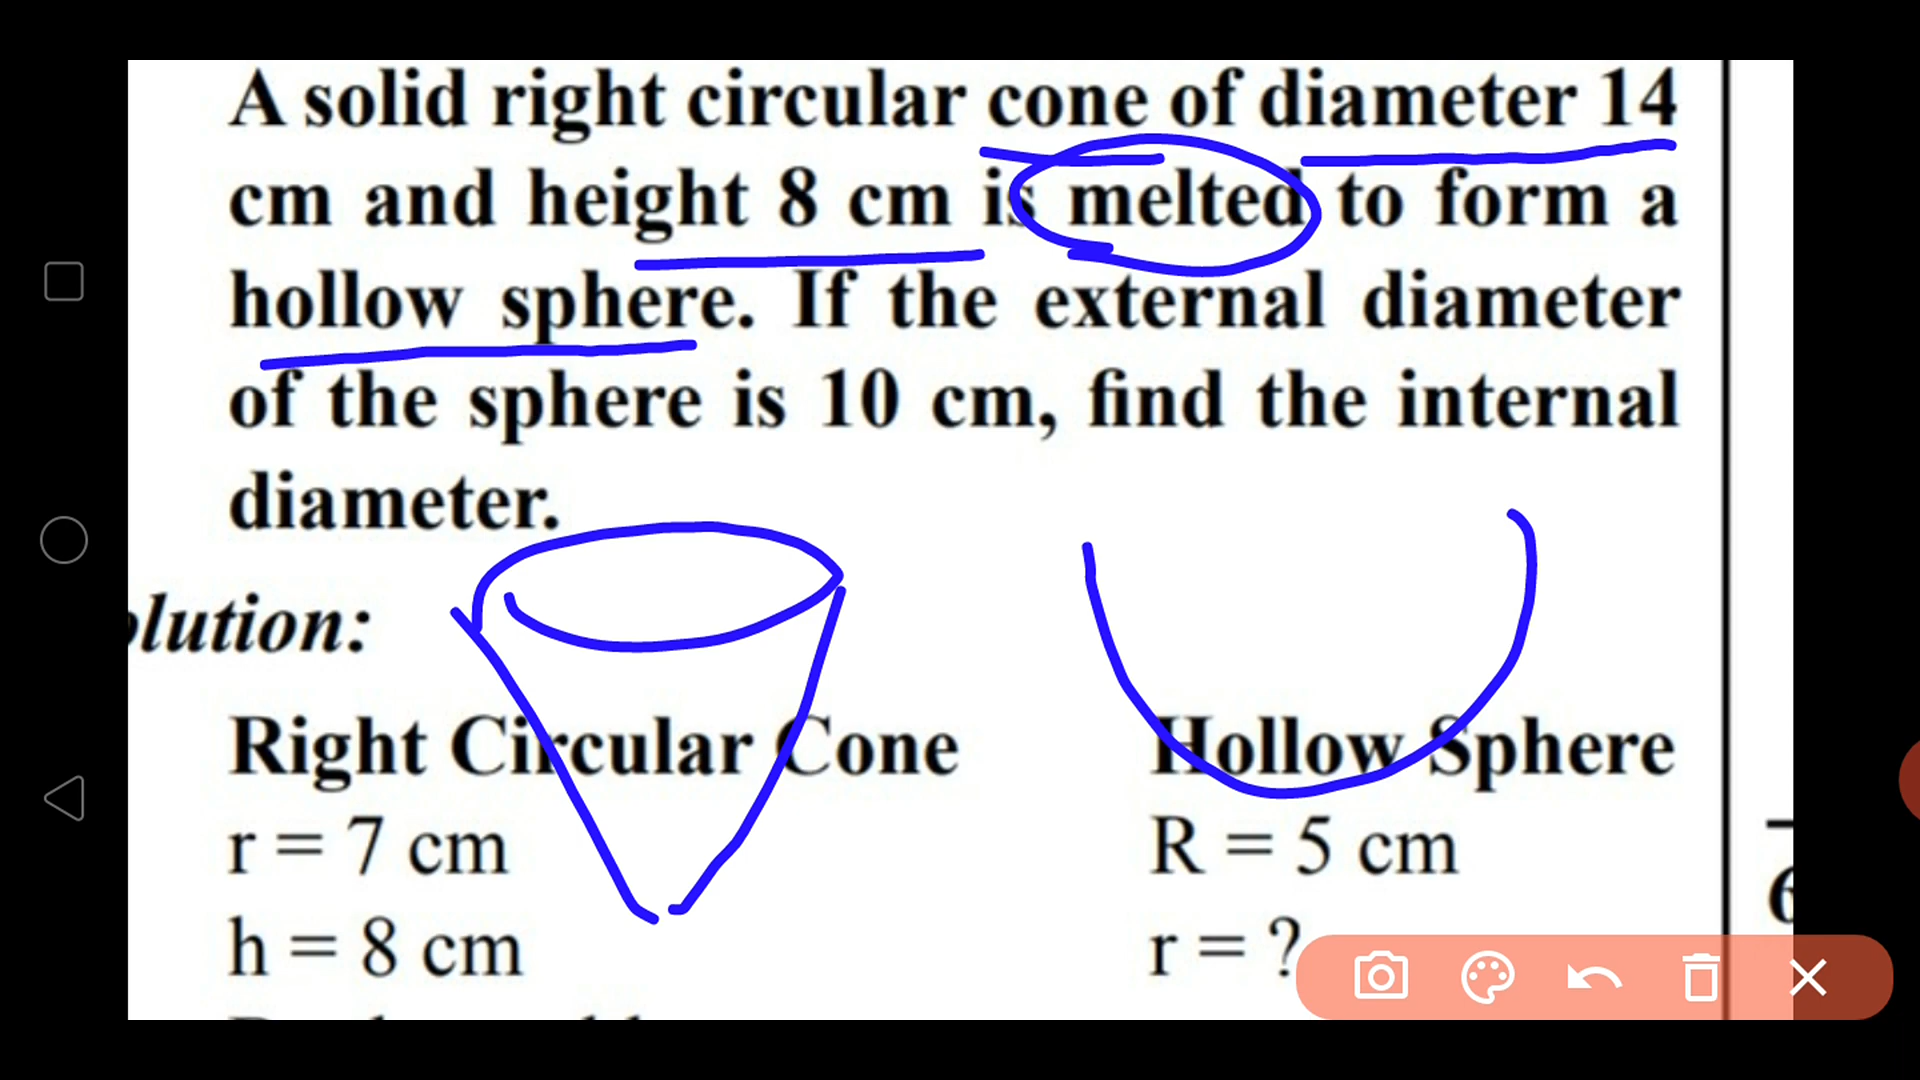 A solid right circular cone of diameter 14
cm and height 8 cm is melted to form a
hollow sphere. If the external diameter
of the sphere is 10 cm, find the internal
diameter.
olution:
Right Circular Cone
Hollow Sphere
r = 7 cm
R = 5 cm
h = 8 cm
r = ?